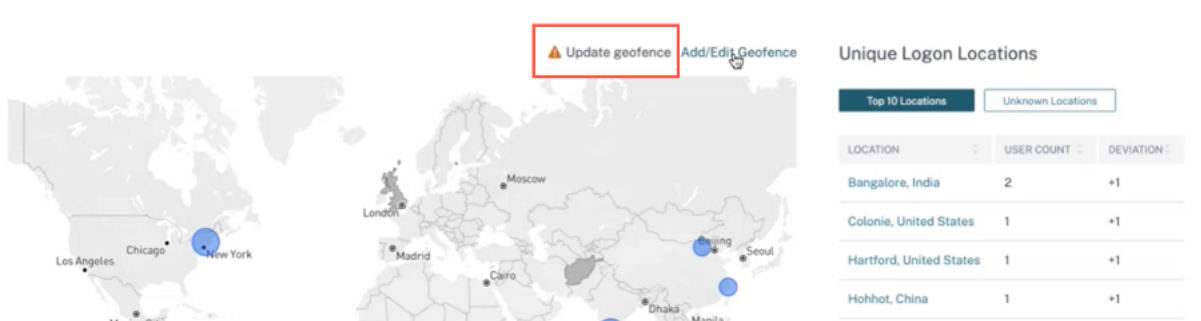 Update geofence Add/Edit Geofence
Unique Logon Locations
Top 10 Locations Unknown Locations
LOCATION USER COUNT DEVIATION
Bangalore, India 2 +1
Colonie, United States 1 +1
Hartford, United States 1 +1
Hohhot, China 1 +1
Moscow
London
Chicago
New York
Los Angeles
Madrid
Beijing
Seoul
Cairo
Dhaka
Manila